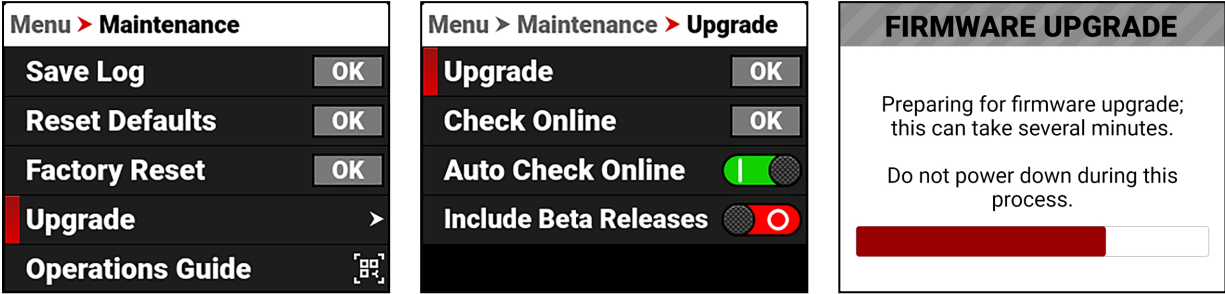 Menu ➤ Maintenance
Save Log OK
Reset Defaults OK
Factory Reset OK
Upgrade ➤
Operations Guide
Menu ➤ Maintenance ➤ Upgrade
Upgrade OK
Check Online OK
Auto Check Online
Include Beta Releases
FIRMWARE UPGRADE
Preparing for firmware upgrade;
this can take several minutes.
Do not power down during this
process.